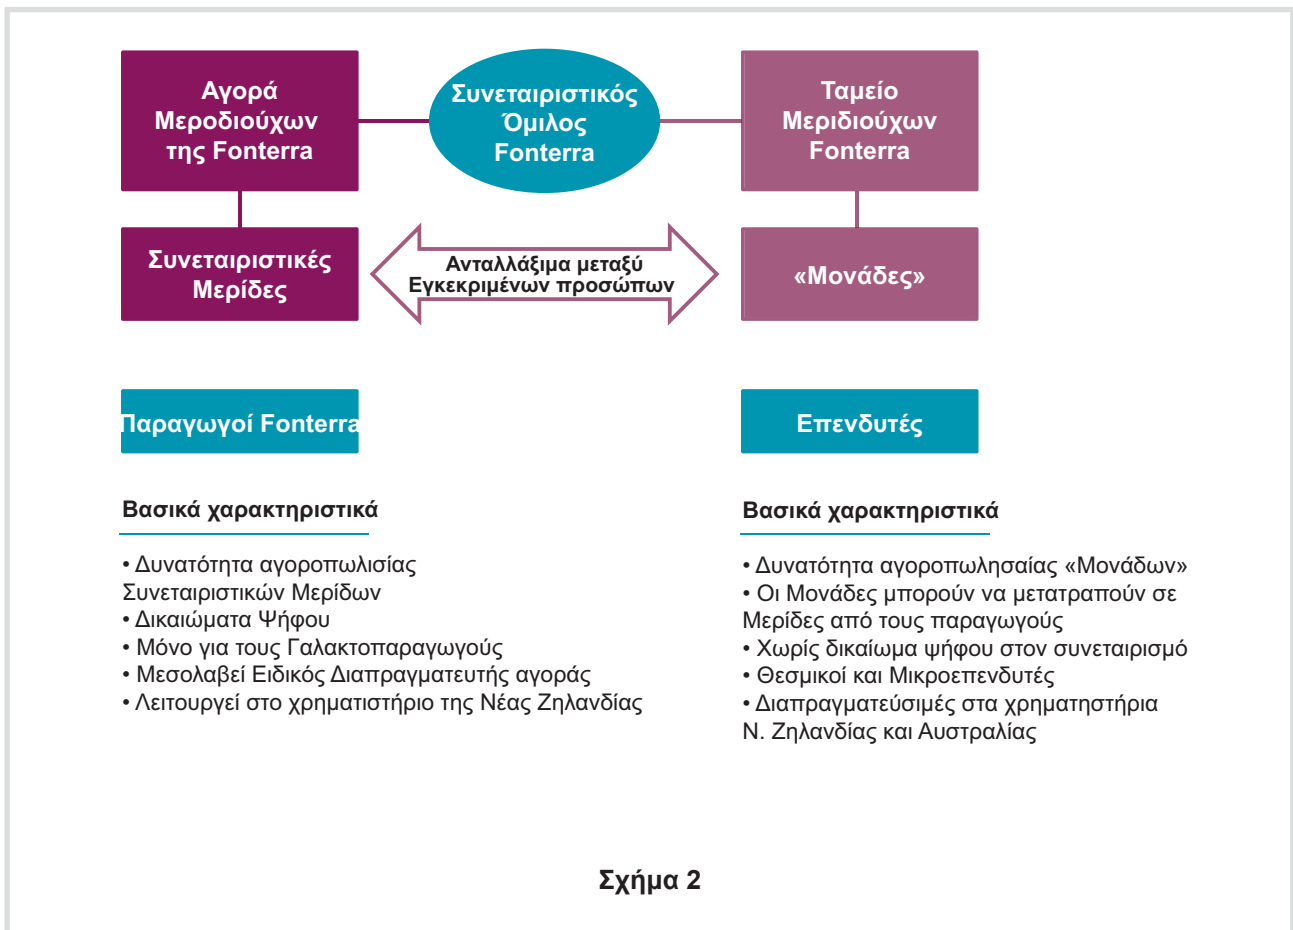 Αγορά
Μεροδιούχων
της Fonterra
Συνεταιριστικός
Όμιλος
Fonterra
Ταμείο
Μεριδιούχων
Fonterra
Συνεταιριστικές
Μερίδες
Ανταλλάξιμα μεταξύ
Εγκεκριμένων προσώπων
«Μονάδες»
Παραγωγοί Fonterra
Επενδυτές
Βασικά χαρακτηριστικά
• Δυνατότητα αγοροπωλισίας
Συνεταιριστικών Μερίδων
• Δικαιώματα Ψήφου
• Μόνο για τους Γαλακτοπαραγωγούς
• Μεσολαβεί Ειδικός Διαπραγματευτής αγοράς
• Λειτουργεί στο χρηματιστήριο της Νέας Ζηλανδίας
Βασικά χαρακτηριστικά
• Δυνατότητα αγοροπωλησαίας «Μονάδων»
• Οι Μονάδες μπορούν να μετατραπούν σε
Μερίδες από τους παραγωγούς
• Χωρίς δικαίωμα ψήφου στον συνεταιρισμό
• Θεσμικοί και Μικροεπενδυτές
• Διαπραγματεύσιμές στα χρηματηστήρια
Ν. Ζηλανδίας και Αυστραλίας
Σχήμα 2